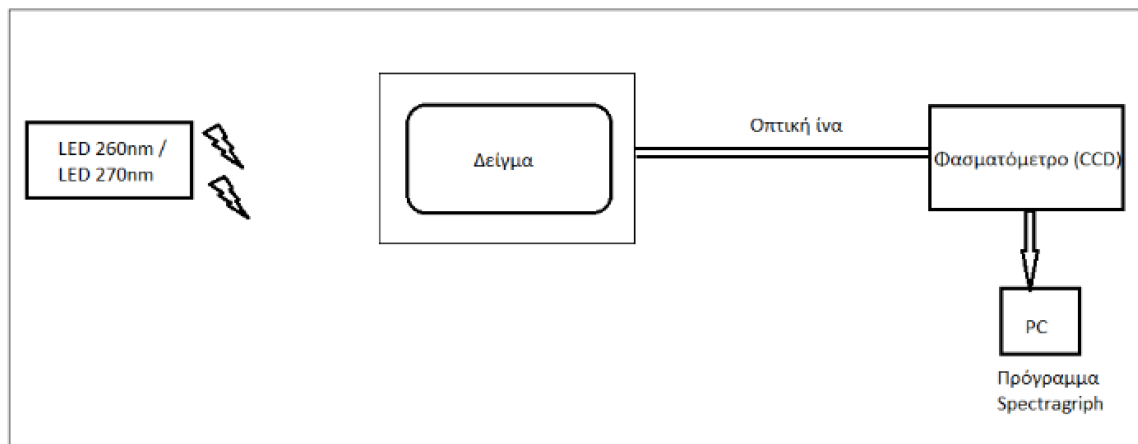 LED 260nm /
LED 270nm
Δείγμα
Οπτική ίνα
Φασματόμετρο (CCD)
PC
Πρόγραμμα
Spectragriph